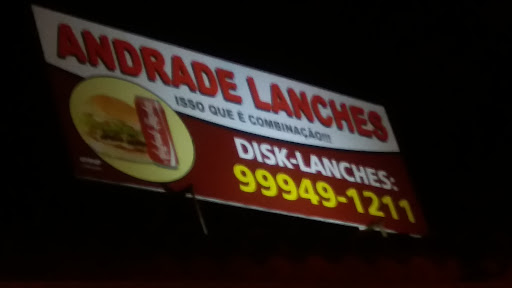 ANDRADE LANCHES
ISSO QUE É COMBINAÇÃO!!!
DISK-LANCHES:
99949-1211